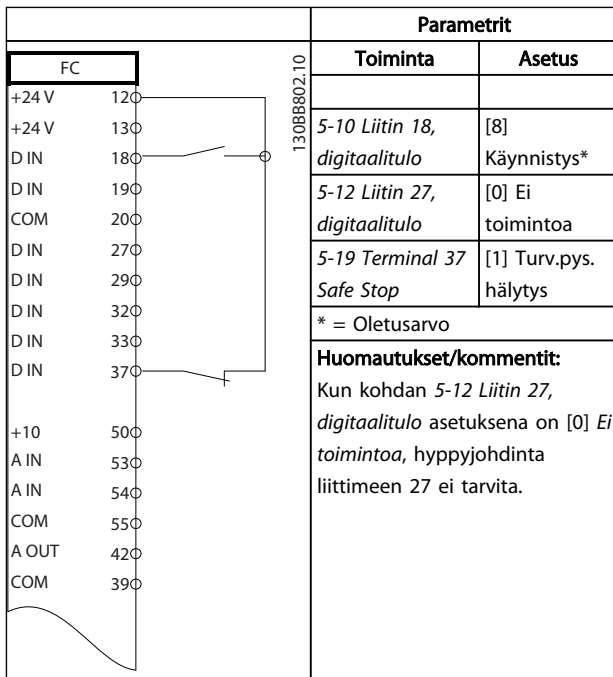 FC
+24 V 12
+24 V 13
D IN 18
D IN 19
COM 20
D IN 27
D IN 29
D IN 32
D IN 33
D IN 37
+10 50
A IN 53
A IN 54
COM 55
A OUT 42
COM 39
130BB802.10
Parametrit
Toiminta Asetus
5-10 Liitin 18, [8]
digitaalitulo Käynnistys*
5-12 Liitin 27, [0] Ei
digitaalitulo toimintoa
5-19 Terminal 37 [1] Turv.pys.
Safe Stop hälytys
* = Oletusarvo
Huomautukset/kommentit:
Kun kohdan 5-12 Liitin 27,
digitaalitulo asetuksena on [0] Ei
toimintoa, hyppyjohdinta
liittimeen 27 ei tarvita.